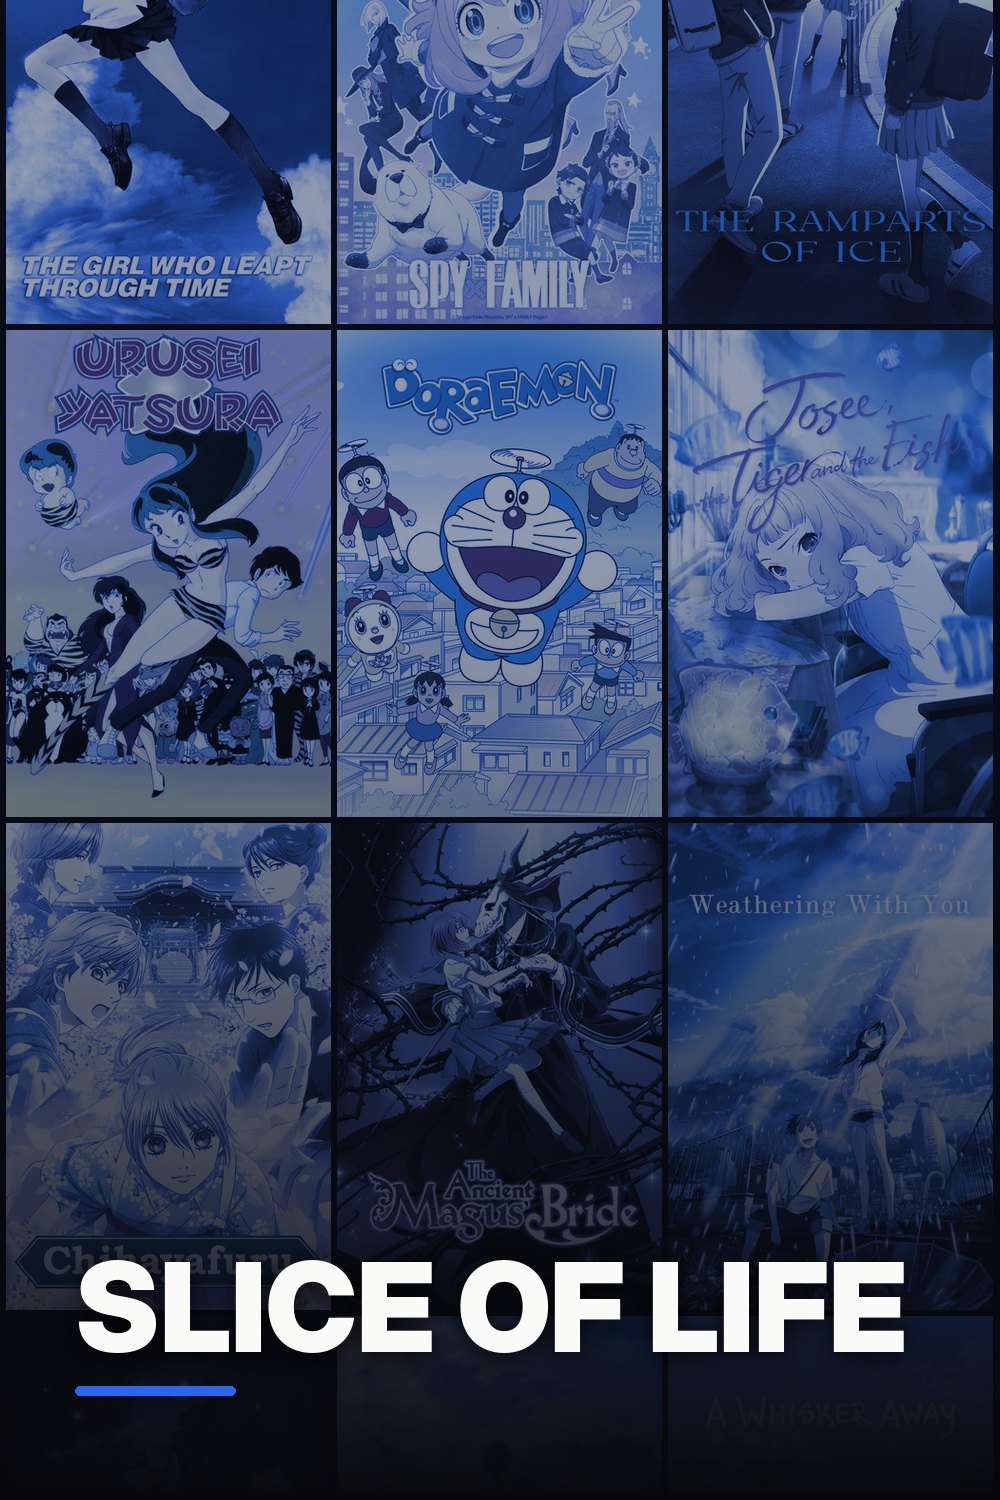 THE GIRL WHO LEAPT
THROUGH TIME
SPY FAMILY
THE RAMPARTS
OF ICE
URUSEI
YATSURA
DORAEMON
Josee,
the Tiger and the Fish
Chihayafuru
The
Ancient
Magus' Bride
Weathering With You
SLICE OF LIFE
A WHISKER AWAY